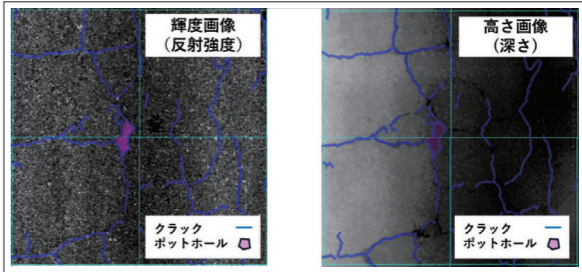 輝度画像
(反射強度)
クラック
ポットホール
高さ画像
(深さ)
クラック
ポットホール